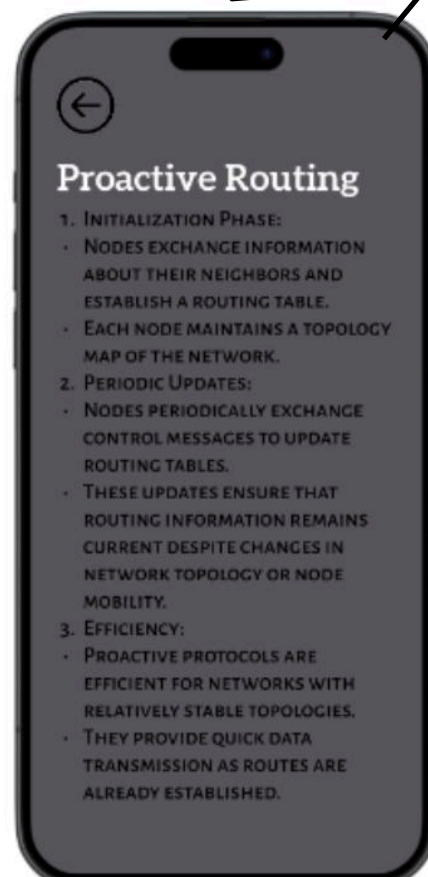 Proactive Routing
1. INITIALIZATION PHASE:
· NODES EXCHANGE INFORMATION
ABOUT THEIR NEIGHBORS AND
ESTABLISH A ROUTING TABLE.
· EACH NODE MAINTAINS A TOPOLOGY
MAP OF THE NETWORK.
2. PERIODIC UPDATES:
· NODES PERIODICALLY EXCHANGE
CONTROL MESSAGES TO UPDATE
ROUTING TABLES.
· THESE UPDATES ENSURE THAT
ROUTING INFORMATION REMAINS
CURRENT DESPITE CHANGES IN
NETWORK TOPOLOGY OR NODE
MOBILITY.
3. EFFICIENCY:
· PROACTIVE PROTOCOLS ARE
EFFICIENT FOR NETWORKS WITH
RELATIVELY STABLE TOPOLOGIES.
· THEY PROVIDE QUICK DATA
TRANSMISSION AS ROUTES ARE
ALREADY ESTABLISHED.